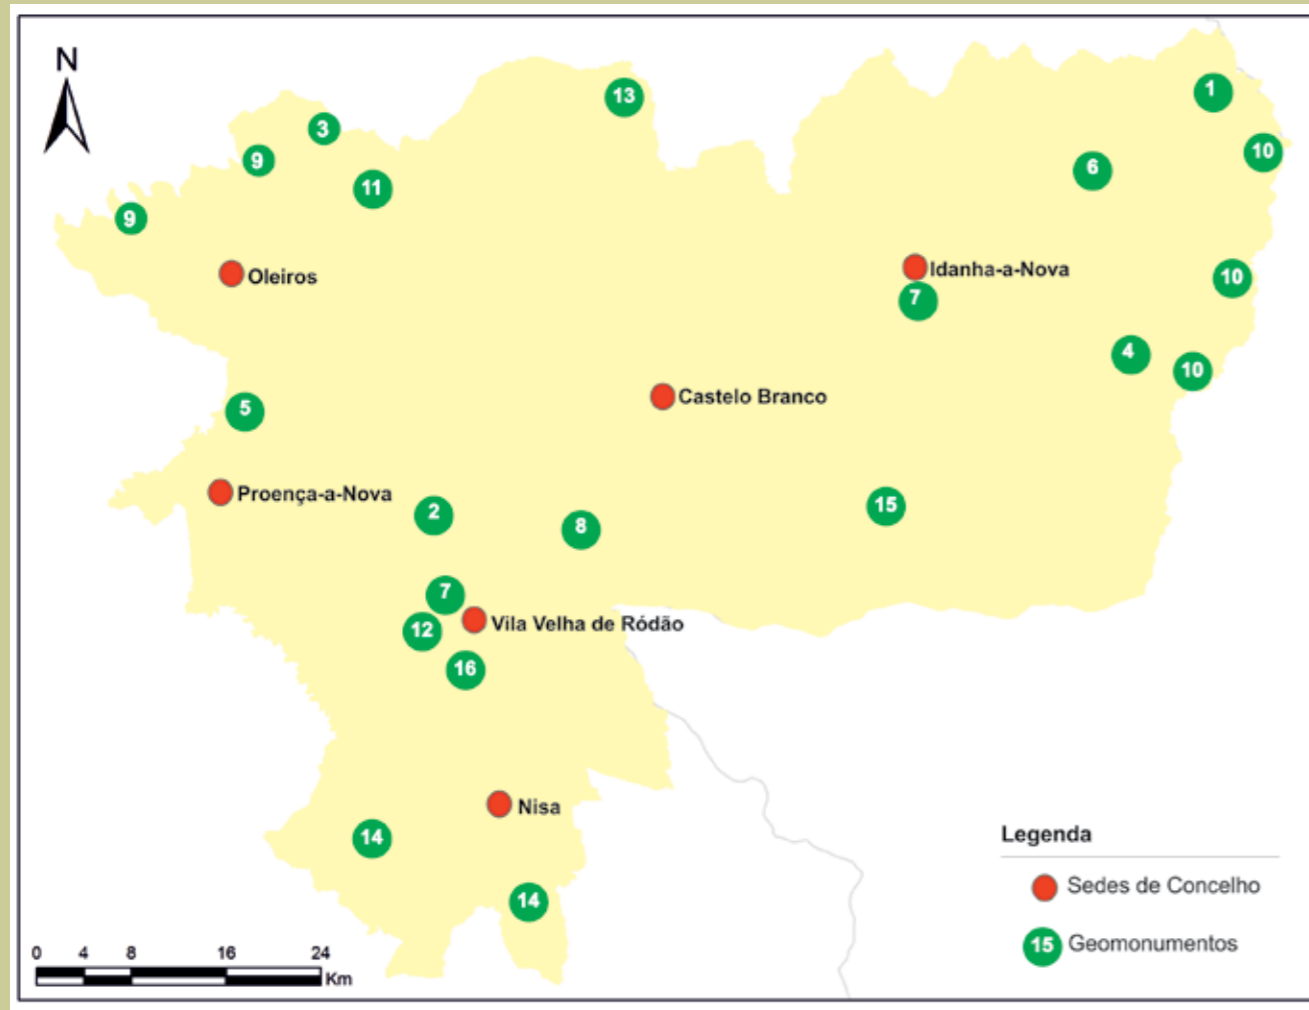 N
13
1
3
10
9
6
11
9
Oleiros
Idanha-a-Nova
10
7
4
10
Castelo Branco
5
Proença-a-Nova
2
8
15
7
12
Vila Velha de Ródão
16
Nisa
14
14
Legenda
Sedes de Concelho
15 Geomonumentos
0 4 8 16 24
Km